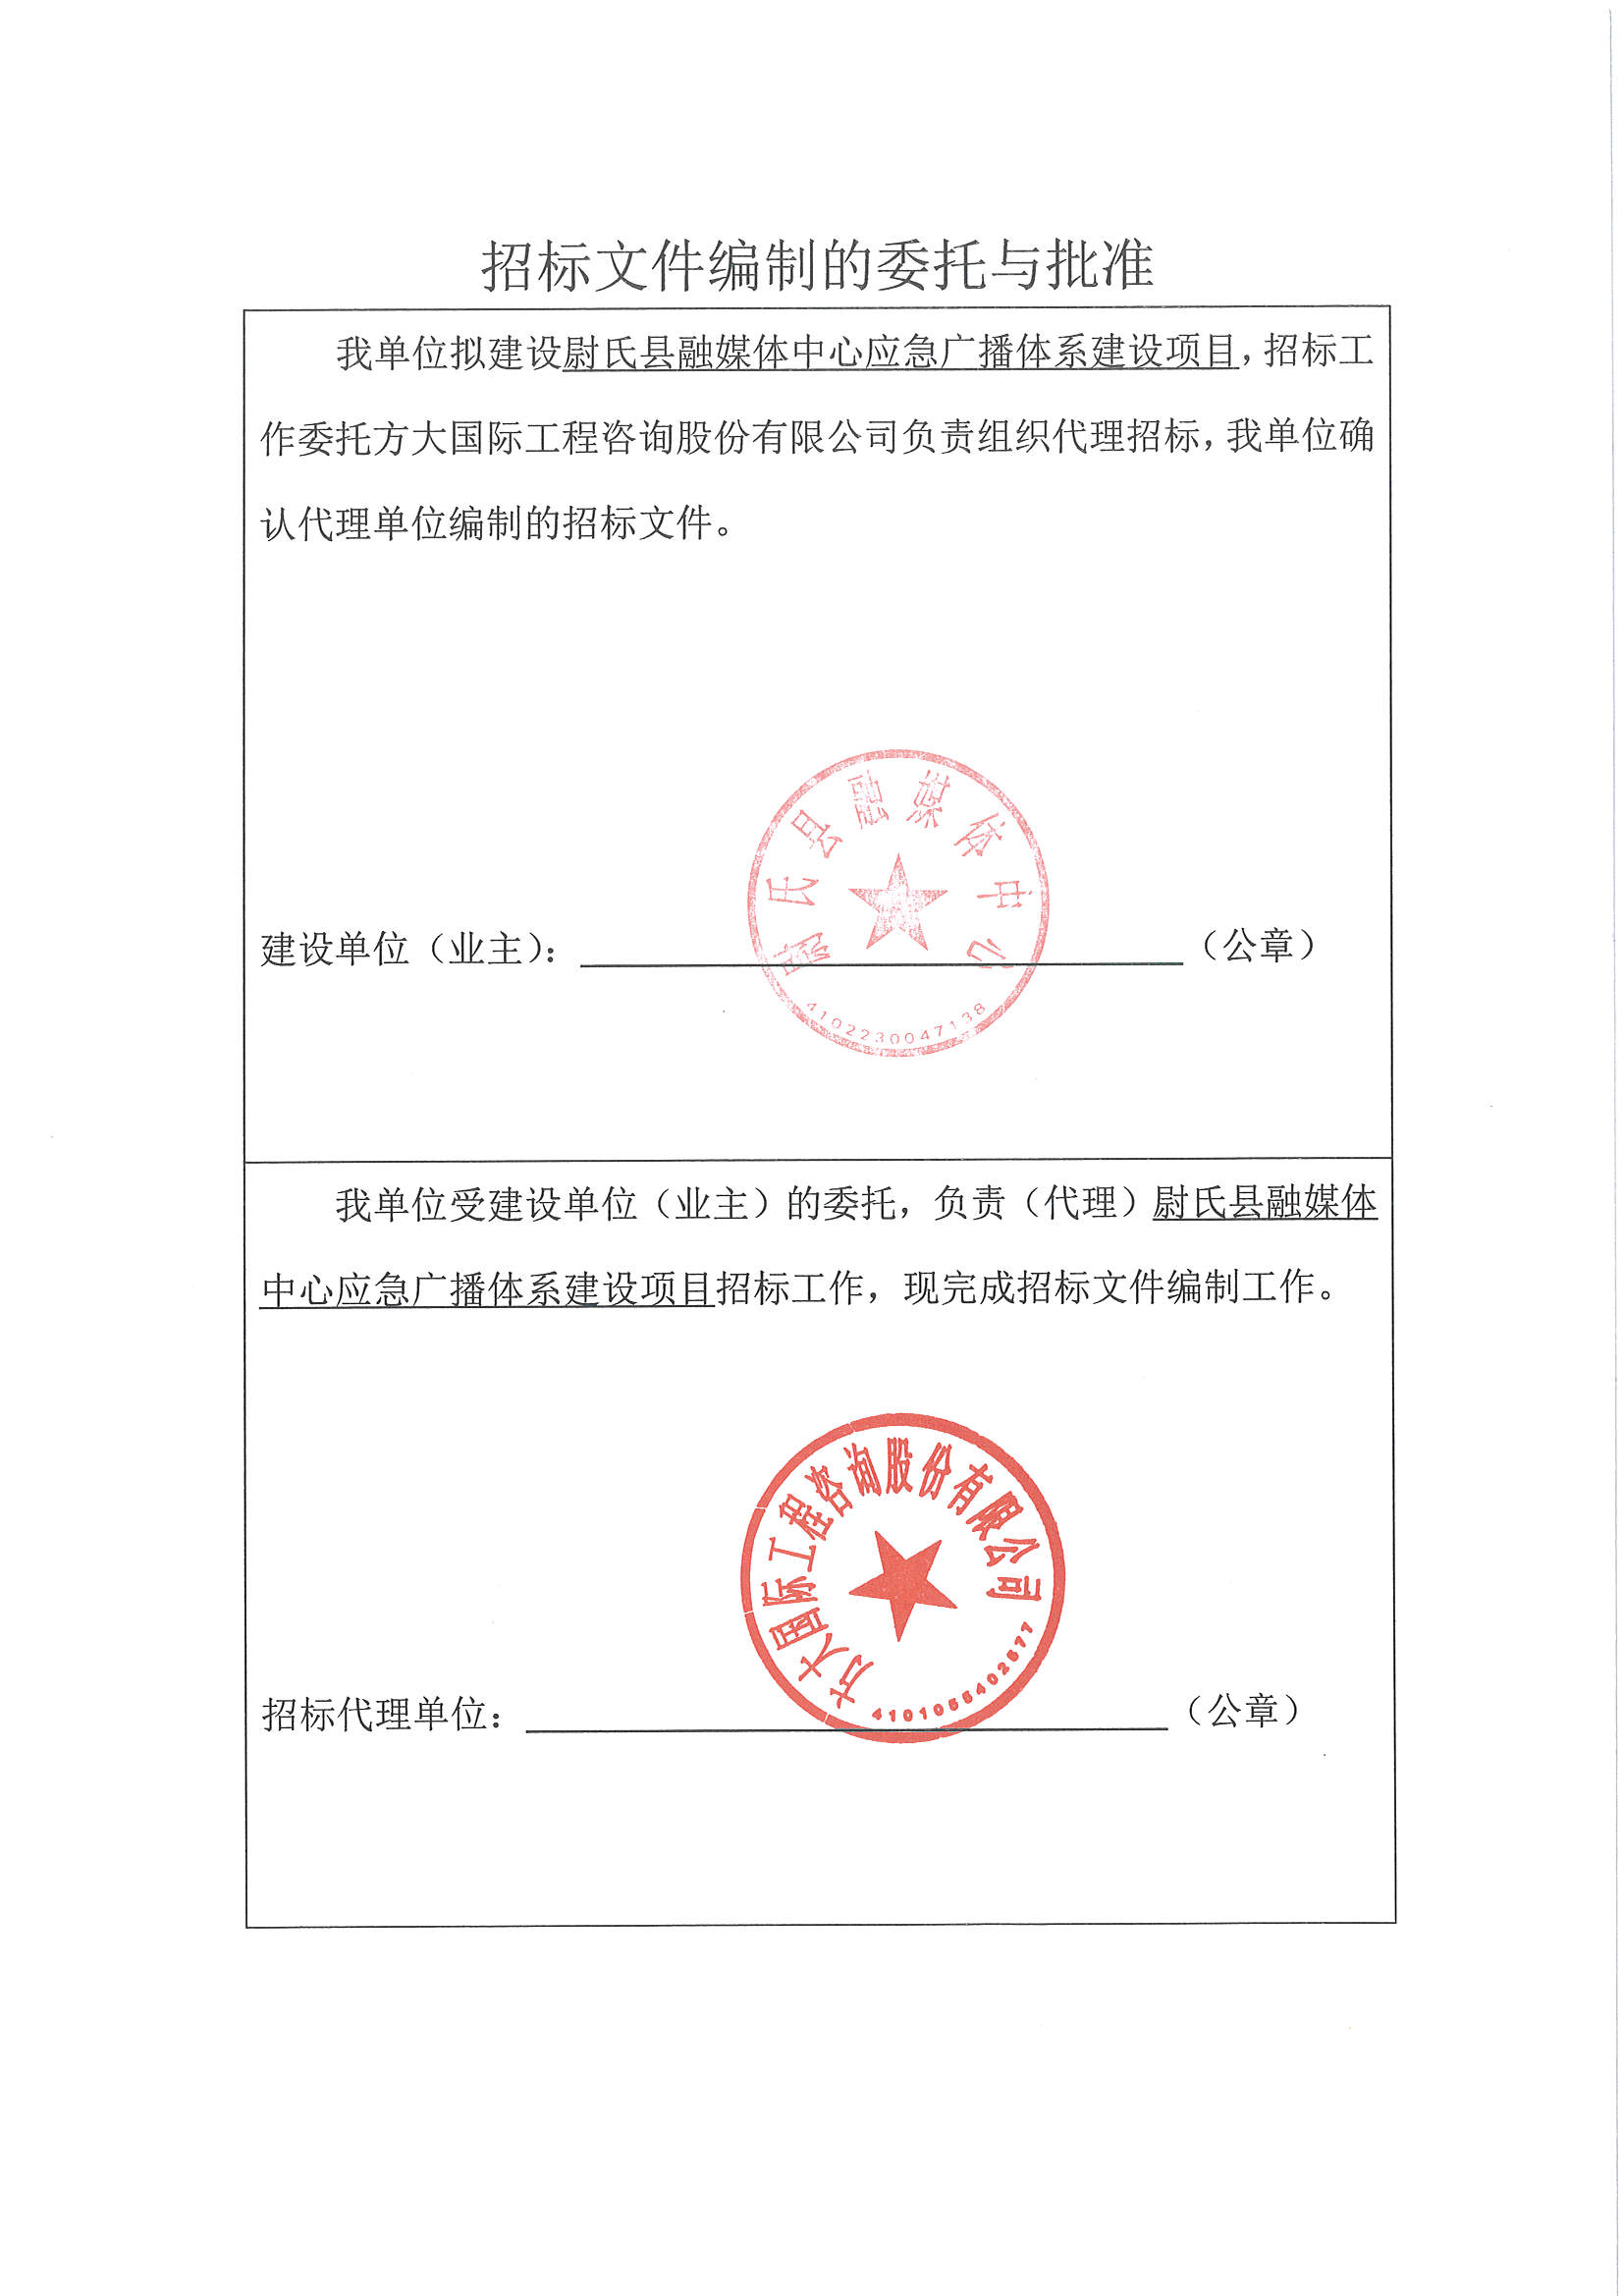 招标文件编制的委托与批准
我单位拟建设尉氏县融媒体中心应急广播体系建设项目，招标工
作委托方大国际工程咨询股份有限公司负责组织代理招标，我单位确
认代理单位编制的招标文件。
尉氏县融媒体中心
建设单位（业主）：（公章）
4102230047138
我单位受建设单位（业主）的委托，负责（代理）尉氏县融媒体
中心应急广播体系建设项目招标工作，现完成招标文件编制工作。
方大国际工程咨询股份有限公司
招标代理单位：（公章）